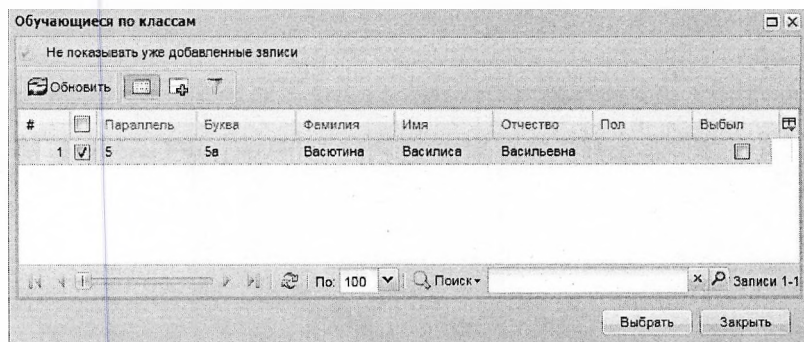 Обучающиеся по классам
Не показывать уже добавленные записи
Обновить
# Параллель Буква Фамилия Имя Отчество Пол Выбыл
1 5 5а Васютина Василиса Васильевна
По: 100 Поиск Записи 1-1
Выбрать Закрыть